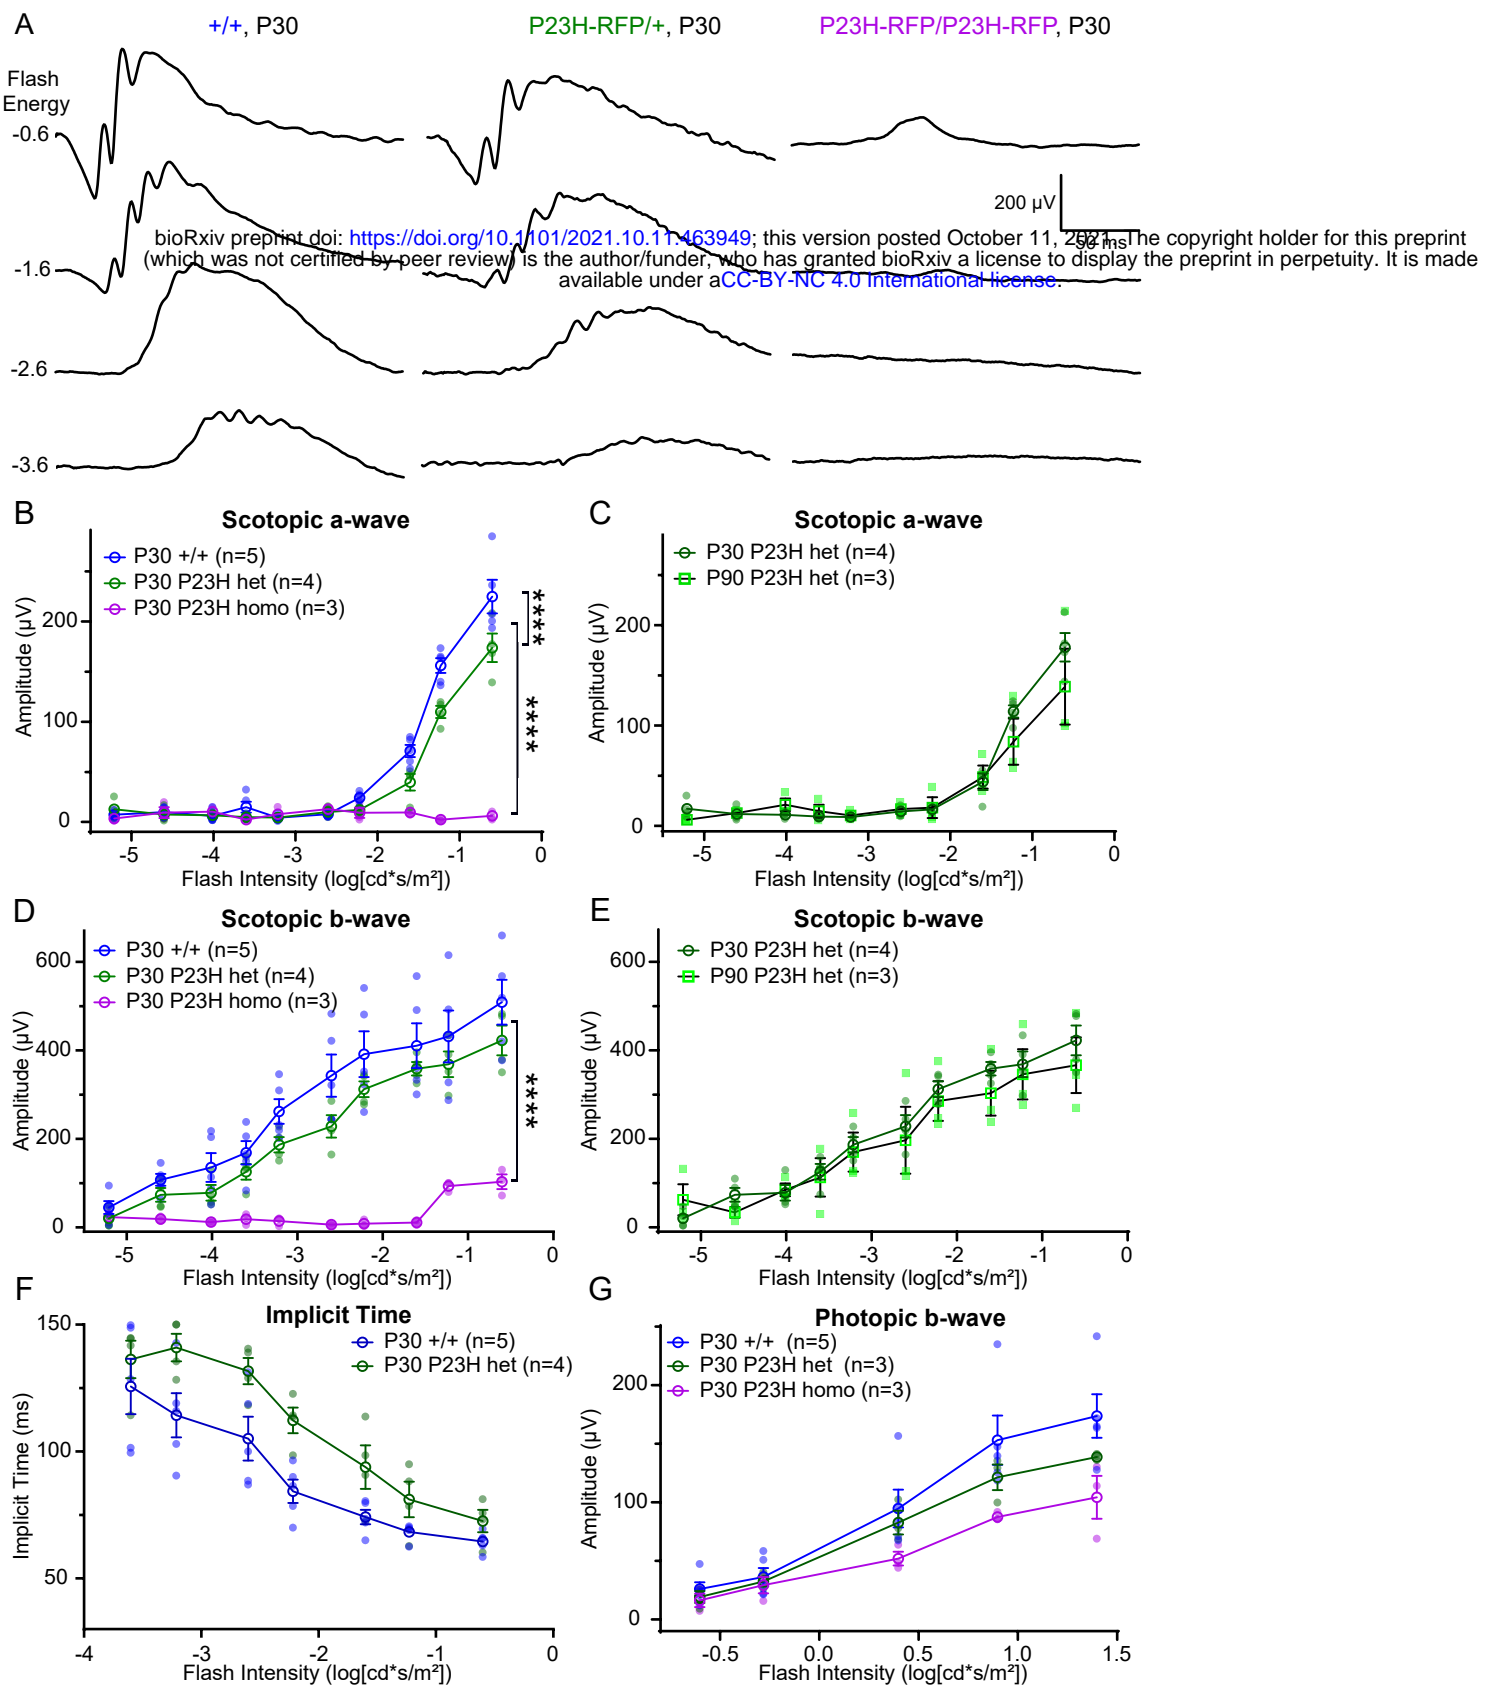 A
+/+, P30
P23H-RFP/+, P30
P23H-RFP/P23H-RFP, P30
Flash
Energy
-0.6
200 µV
50 ms
bioRxiv preprint doi: https://doi.org/10.1101/2021.10.11.463949; this version posted October 11, 2021. The copyright holder for this preprint
(which was not certified by peer review) is the author/funder, who has granted bioRxiv a license to display the preprint in perpetuity. It is made
available under aCC-BY-NC 4.0 International license.
-1.6
-2.6
-3.6
B
Scotopic a-wave
P30 +/+ (n=5)
P30 P23H het (n=4)
P30 P23H homo (n=3)
****
****
Amplitude (µV)
200
100
0
-5 -4 -3 -2 -1 0
Flash Intensity (log[cd*s/m²])
C
Scotopic a-wave
P30 P23H het (n=4)
P90 P23H het (n=3)
Amplitude (µV)
200
100
0
-5 -4 -3 -2 -1 0
Flash Intensity (log[cd*s/m²])
D
Scotopic b-wave
P30 +/+ (n=5)
P30 P23H het (n=4)
P30 P23H homo (n=3)
****
Amplitude (µV)
600
400
200
0
-5 -4 -3 -2 -1 0
Flash Intensity (log[cd*s/m²])
E
Scotopic b-wave
P30 P23H het (n=4)
P90 P23H het (n=3)
Amplitude (µV)
600
400
200
0
-5 -4 -3 -2 -1 0
Flash Intensity (log[cd*s/m²])
F
Implicit Time
P30 +/+ (n=5)
P30 P23H het (n=4)
Implicit Time (ms)
150
100
50
-4 -3 -2 -1 0
Flash Intensity (log[cd*s/m²])
G
Photopic b-wave
P30 +/+ (n=5)
P30 P23H het (n=3)
P30 P23H homo (n=3)
Amplitude (µV)
200
100
0
-0.5 0.0 0.5 1.0 1.5
Flash Intensity (log[cd*s/m²])